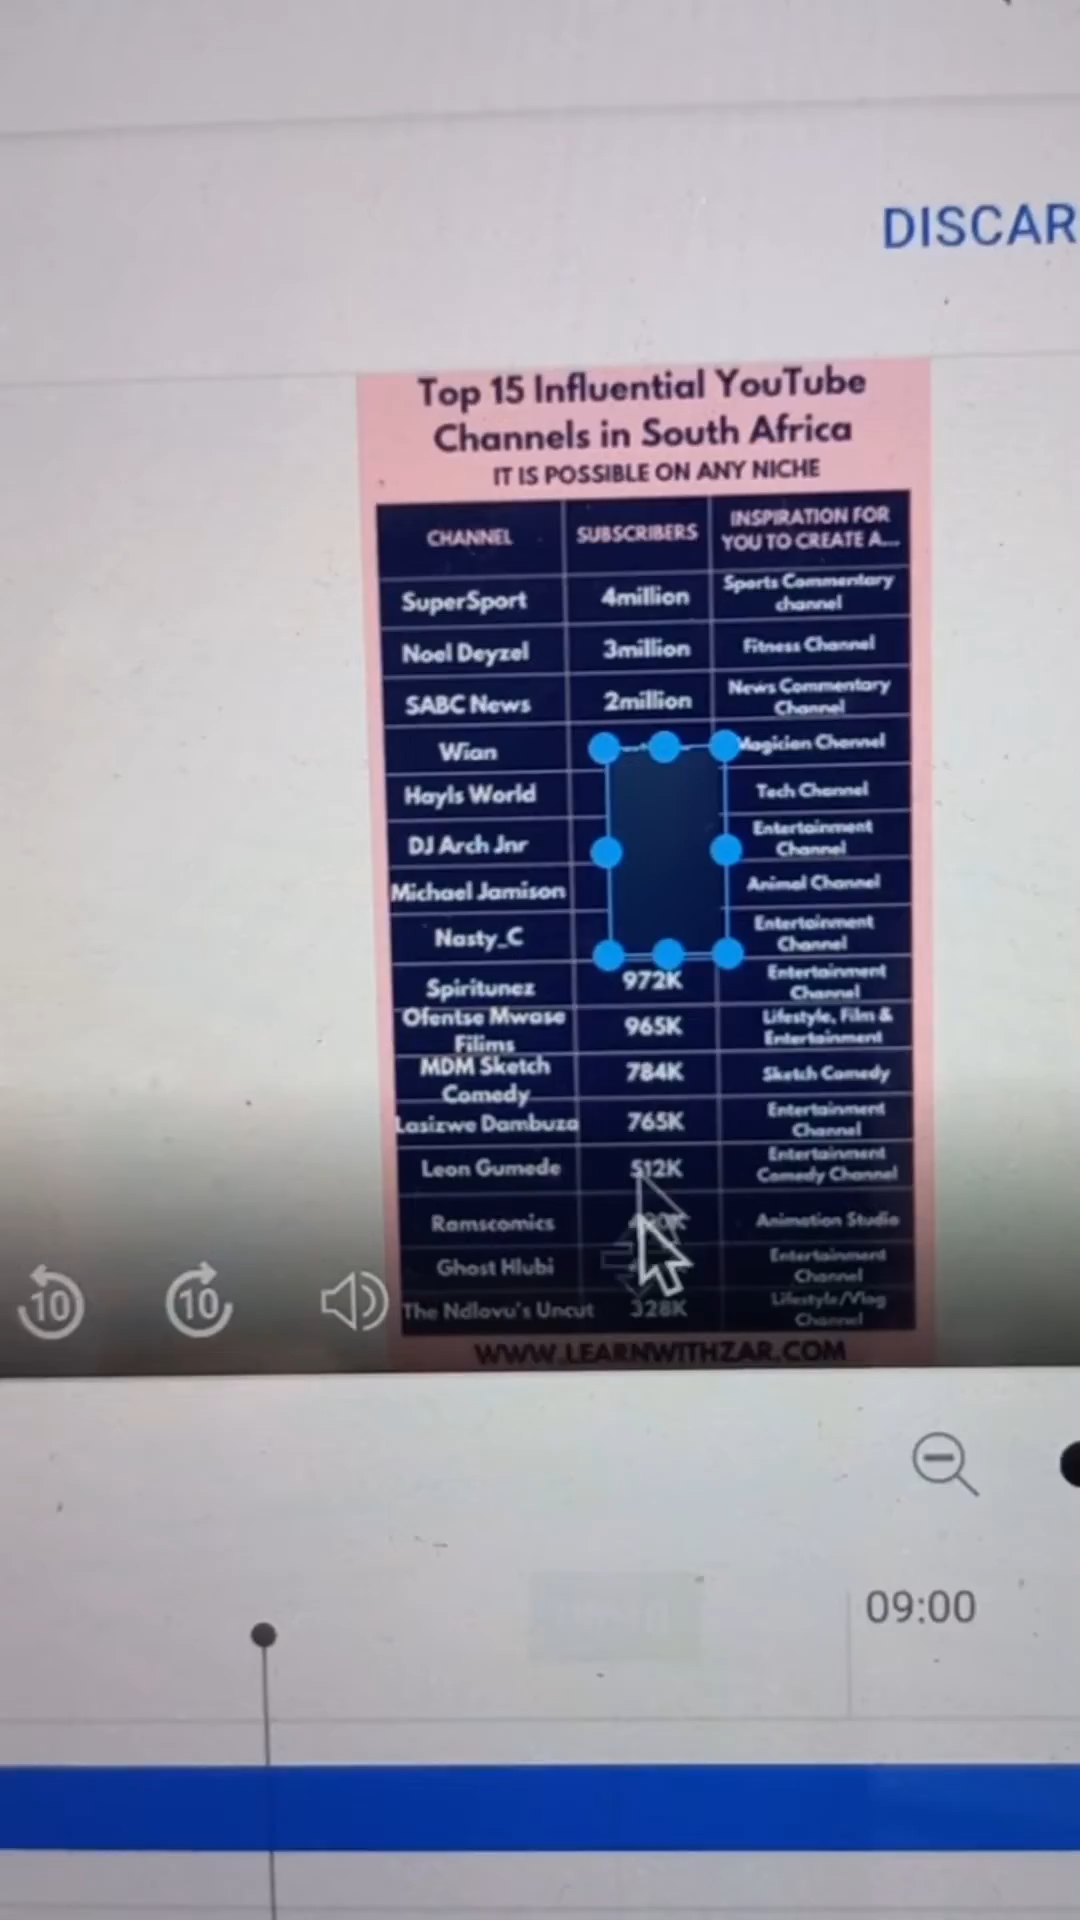 DISCAR
Top 15 Influential YouTube
Channels in South Africa
IT IS POSSIBLE ON ANY NICHE
CHANNEL SUBSCRIBERS INSPIRATION FOR
YOU TO CREATE A...
SuperSport 4million Sports Commentary
channel
Noel Deyzel 3million Fitness Channel
SABC News 2million News Commentary
Channel
Wian Magician Channel
Hayls World Tech Channel
DJ Arch Jnr Entertainment
Channel
Michael Jamison Animal Channel
Nasty_C Entertainment
Channel
Spiritunez 972K Entertainment
Channel
Ofentse Mwase
Filims 965K Lifestyle, Film &
Entertainment
MDM Sketch
Comedy 784K Sketch Comedy
Lasizwe Dambuza 765K Entertainment
Channel
Leon Gumede 512K Entertainment
Comedy Channel
Ramscomics Animation Studio
Ghost Hlubi Entertainment
Channel
The Ndlovu's Uncut 328K Lifestyle/Vlog
Channel
WWW.LEARNWITHZAR.COM
10 10
09:00